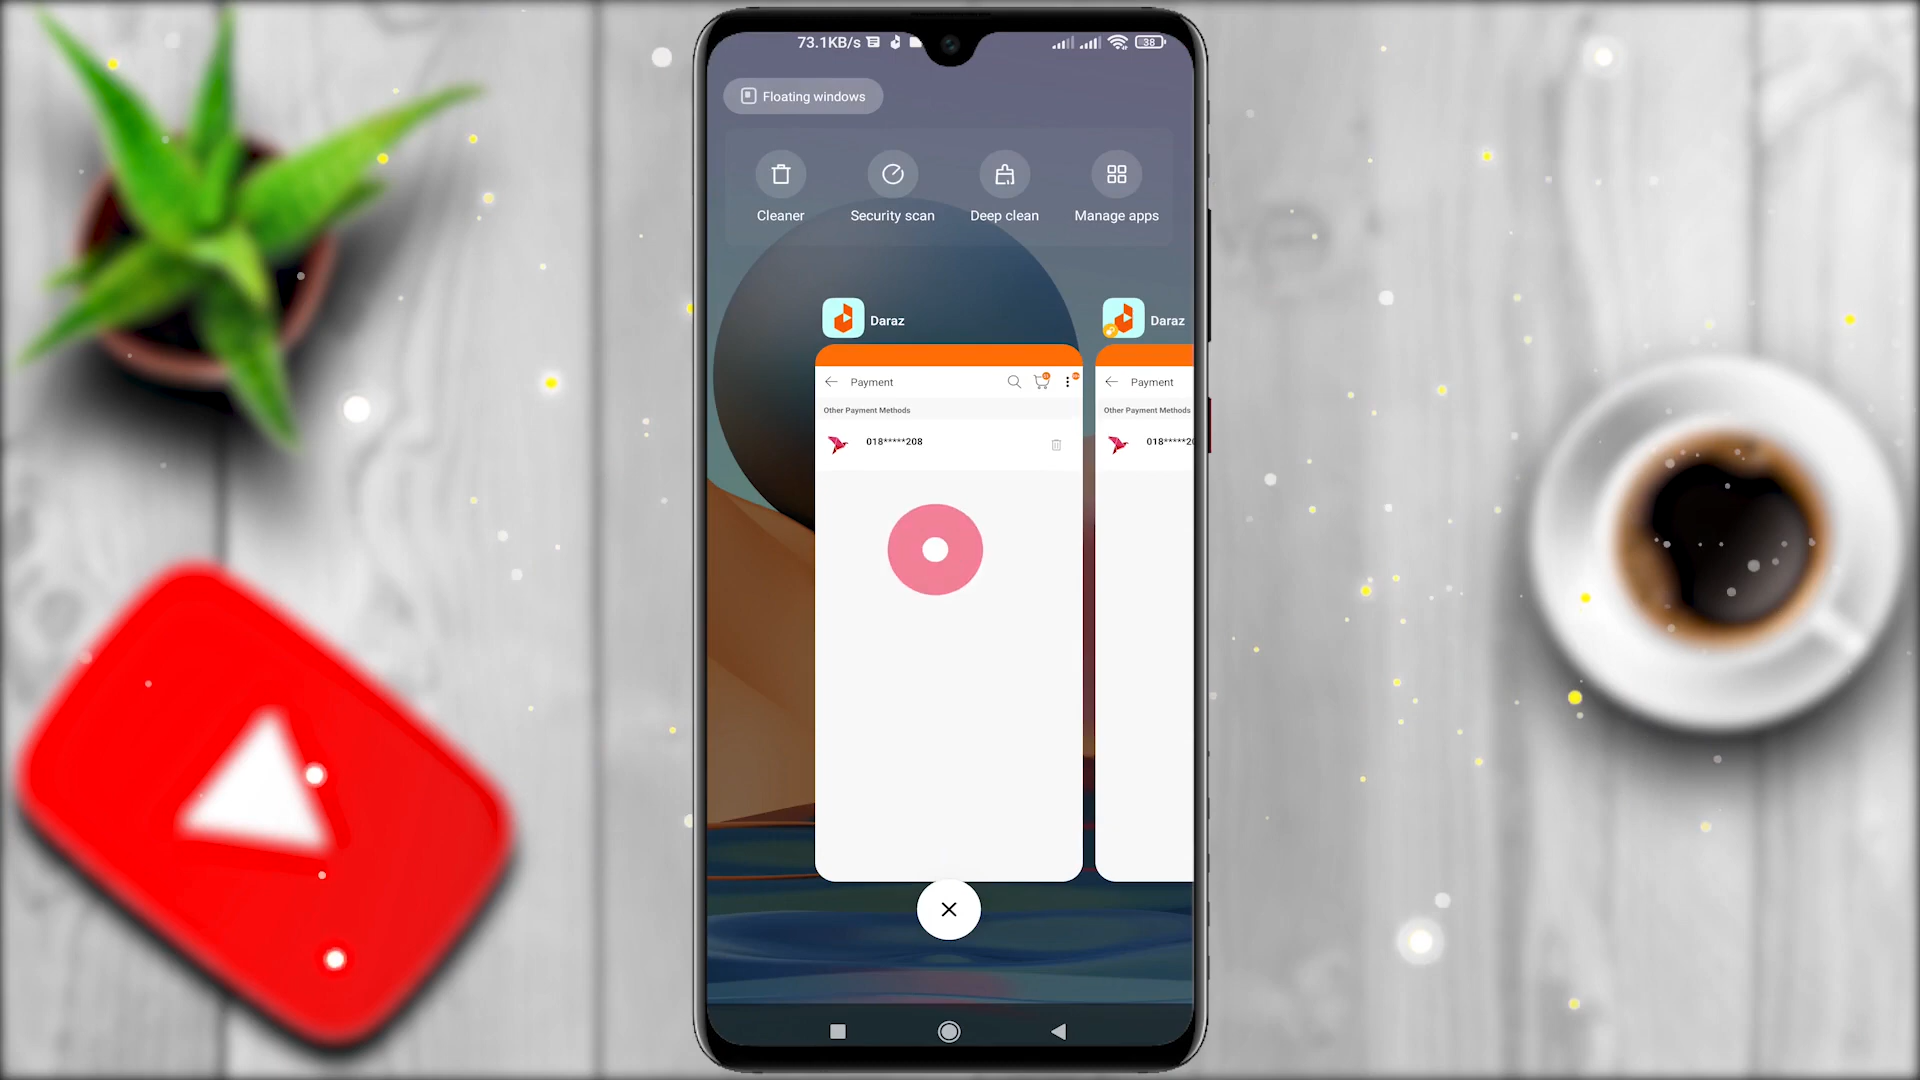 73.1KB/s
38
Floating windows
Cleaner
Security scan
Deep clean
Manage apps
Daraz
Payment
Other Payment Methods
018*****208
Daraz
Payment
Other Payment Methods
018*****20